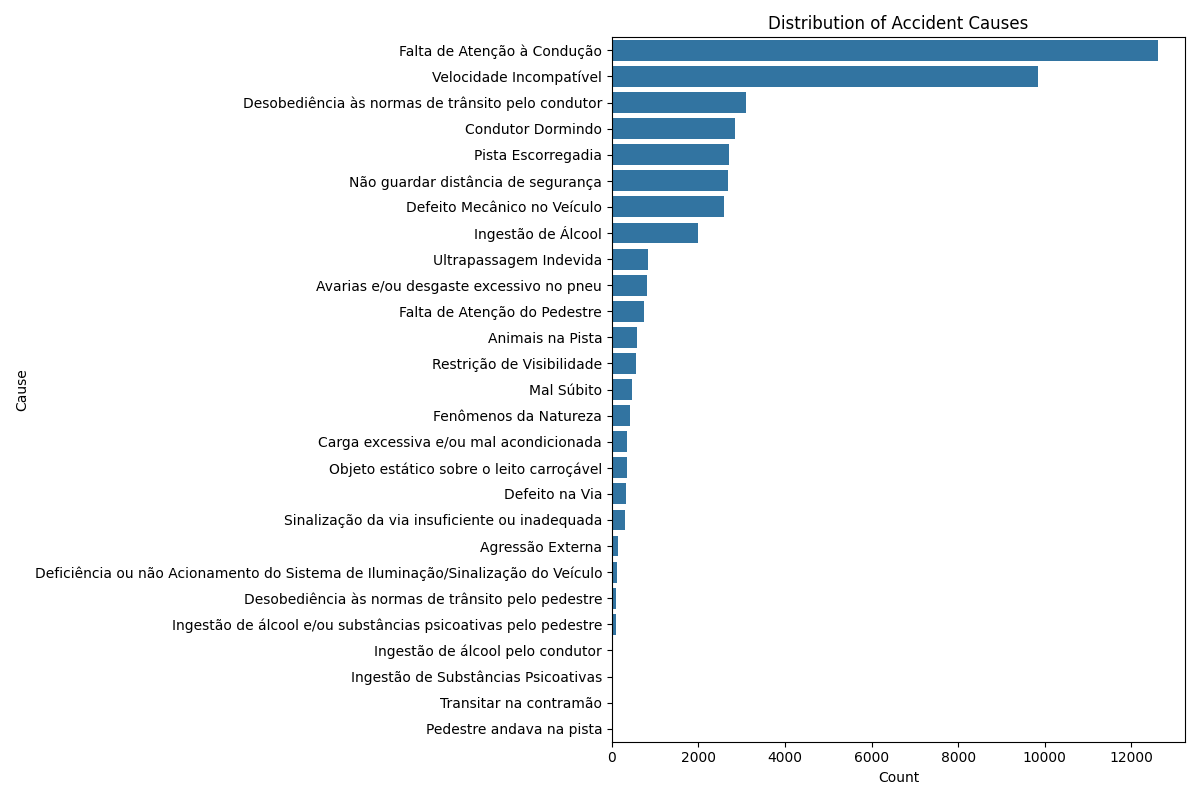 Distribution of Accident Causes
Falta de Atenção à Condução
Velocidade Incompatível
Desobediência às normas de trânsito pelo condutor
Condutor Dormindo
Pista Escorregadia
Não guardar distância de segurança
Defeito Mecânico no Veículo
Ingestão de Álcool
Ultrapassagem Indevida
Avarias e/ou desgaste excessivo no pneu
Falta de Atenção do Pedestre
Animais na Pista
Restrição de Visibilidade
Mal Súbito
Fenômenos da Natureza
Carga excessiva e/ou mal acondicionada
Objeto estático sobre o leito carroçável
Defeito na Via
Sinalização da via insuficiente ou inadequada
Agressão Externa
Deficiência ou não Acionamento do Sistema de Iluminação/Sinalização do Veículo
Desobediência às normas de trânsito pelo pedestre
Ingestão de álcool e/ou substâncias psicoativas pelo pedestre
Ingestão de álcool pelo condutor
Ingestão de Substâncias Psicoativas
Transitar na contramão
Pedestre andava na pista
Cause
0 2000 4000 6000 8000 10000 12000
Count